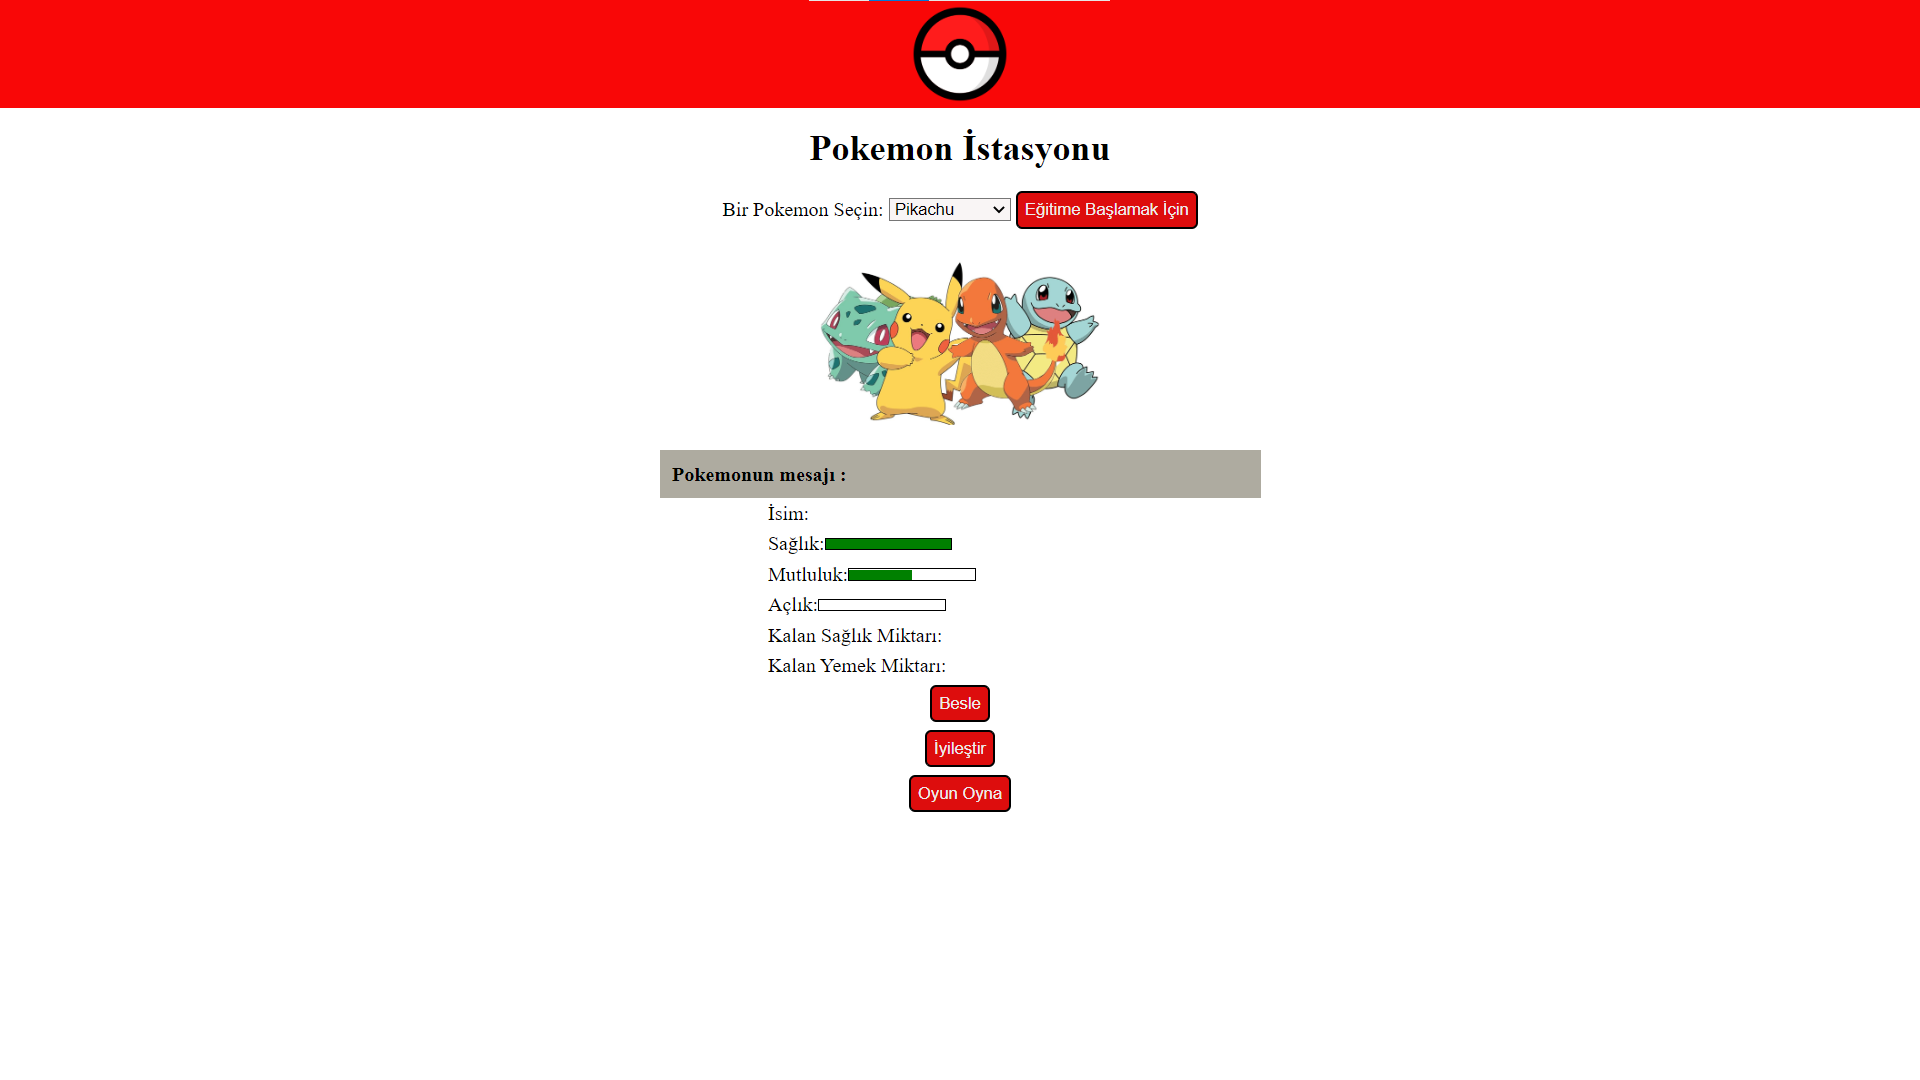 Pokemon İstasyonu
Bir Pokemon Seçin: Pikachu Eğitime Başlamak İçin
Pokemonun mesajı :
İsim:
Sağlık:
Mutluluk:
Açlık:
Kalan Sağlık Miktarı:
Kalan Yemek Miktarı:
Besle
İyileştir
Oyun Oyna